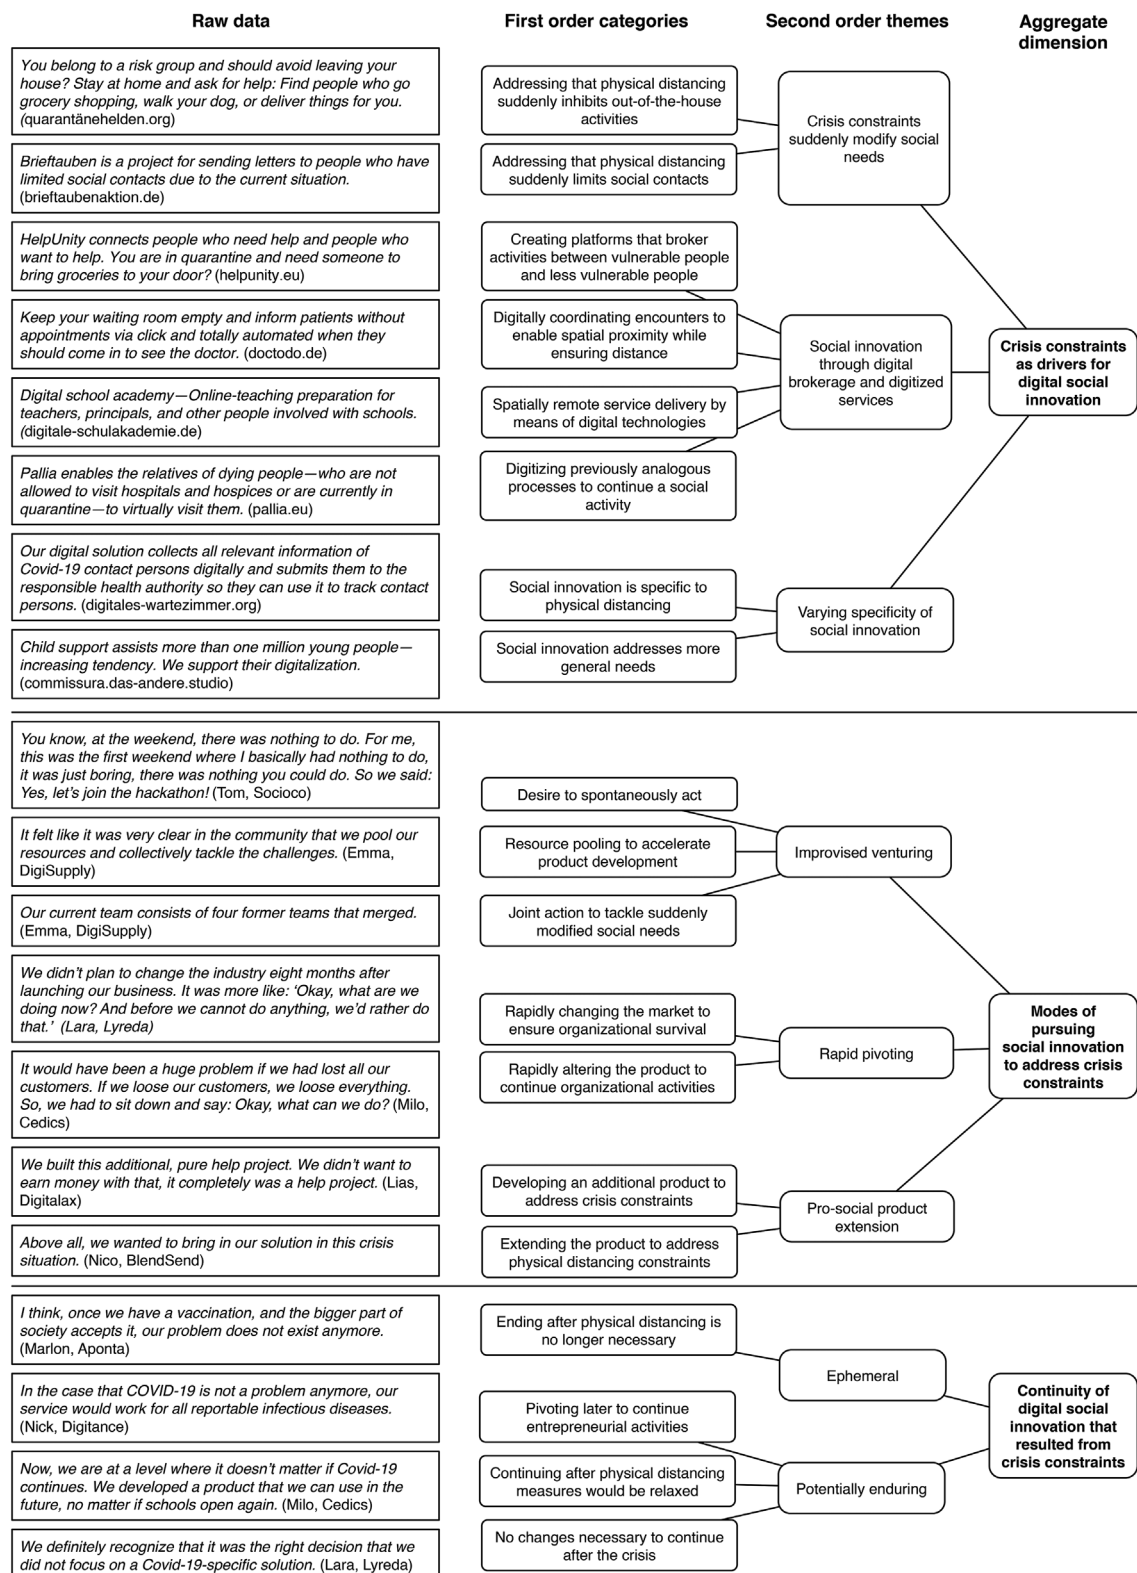 Raw data
First order categories
Second order themes
Aggregate
dimension
You belong to a risk group and should avoid leaving your
house? Stay at home and ask for help: Find people who go
grocery shopping, walk your dog, or deliver things for you.
(quarantänehelden.org)
Brieftauben is a project for sending letters to people who have
limited social contacts due to the current situation.
(brieftaubenaktion.de)
HelpUnity connects people who need help and people who
want to help. You are in quarantine and need someone to
bring groceries to your door? (helpunity.eu)
Keep your waiting room empty and inform patients without
appointments via click and totally automated when they
should come in to see the doctor. (doctodo.de)
Digital school academy—Online-teaching preparation for
teachers, principals, and other people involved with schools.
(digitale-schulakademie.de)
Pallia enables the relatives of dying people—who are not
allowed to visit hospitals and hospices or are currently in
quarantine—to virtually visit them. (pallia.eu)
Our digital solution collects all relevant information of
Covid-19 contact persons digitally and submits them to the
responsible health authority so they can use it to track contact
persons. (digitales-wartezimmer.org)
Child support assists more than one million young people—
increasing tendency. We support their digitalization.
(commissura.das-andere.studio)
Addressing that physical distancing
suddenly inhibits out-of-the-house
activities
Addressing that physical distancing
suddenly limits social contacts
Creating platforms that broker
activities between vulnerable people
and less vulnerable people
Digitally coordinating encounters to
enable spatial proximity while
ensuring distance
Spatially remote service delivery by
means of digital technologies
Digitizing previously analogous
processes to continue a social
activity
Social innovation is specific to
physical distancing
Social innovation addresses more
general needs
Crisis constraints
suddenly modify social
needs
Social innovation
through digital
brokerage and digitized
services
Varying specificity of
social innovation
Crisis constraints
as drivers for
digital social
innovation
You know, at the weekend, there was nothing to do. For me,
this was the first weekend where I basically had nothing to do,
it was just boring, there was nothing you could do. So we said:
Yes, let's join the hackathon! (Tom, Socioco)
It felt like it was very clear in the community that we pool our
resources and collectively tackle the challenges. (Emma,
DigiSupply)
Our current team consists of four former teams that merged.
(Emma, DigiSupply)
We didn't plan to change the industry eight months after
launching our business. It was more like: 'Okay, what are we
doing now? And before we cannot do anything, we'd rather do
that.' (Lara, Lyreda)
It would have been a huge problem if we had lost all our
customers. If we loose our customers, we loose everything.
So, we had to sit down and say: Okay, what can we do? (Milo,
Cedics)
We built this additional, pure help project. We didn't want to
earn money with that, it completely was a help project. (Lias,
Digitalax)
Above all, we wanted to bring in our solution in this crisis
situation. (Nico, BlendSend)
Desire to spontaneously act
Resource pooling to accelerate
product development
Joint action to tackle suddenly
modified social needs
Rapidly changing the market to
ensure organizational survival
Rapidly altering the product to
continue organizational activities
Developing an additional product to
address crisis constraints
Extending the product to address
physical distancing constraints
Improvised venturing
Rapid pivoting
Pro-social product
extension
Modes of
pursuing
social innovation
to address crisis
constraints
I think, once we have a vaccination, and the bigger part of
society accepts it, our problem does not exist anymore.
(Marlon, Aponta)
In the case that COVID-19 is not a problem anymore, our
service would work for all reportable infectious diseases.
(Nick, Digitance)
Now, we are at a level where it doesn't matter if Covid-19
continues. We developed a product that we can use in the
future, no matter if schools open again. (Milo, Cedics)
We definitely recognize that it was the right decision that we
did not focus on a Covid-19-specific solution. (Lara, Lyreda)
Ending after physical distancing is
no longer necessary
Pivoting later to continue
entrepreneurial activities
Continuing after physical distancing
measures would be relaxed
No changes necessary to continue
after the crisis
Ephemeral
Potentially enduring
Continuity of
digital social
innovation that
resulted from
crisis constraints